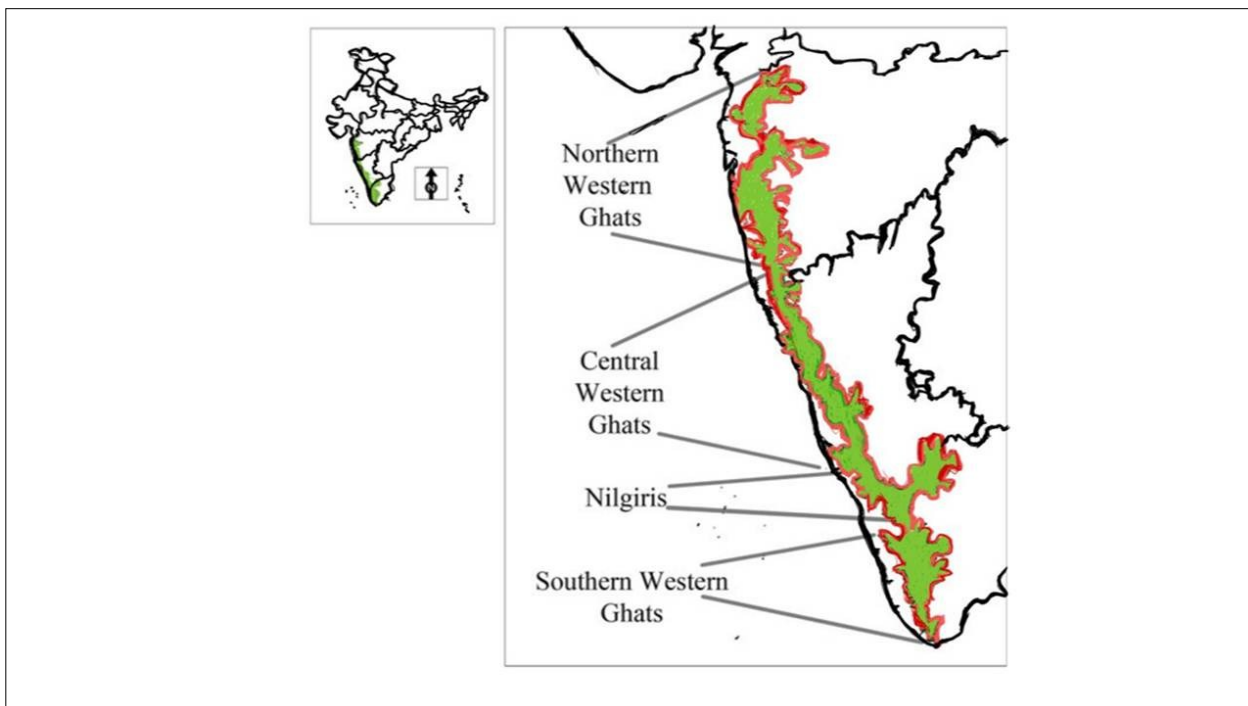 Northern
Western
Ghats
Central
Western
Ghats
Nilgiris
Southern Western
Ghats